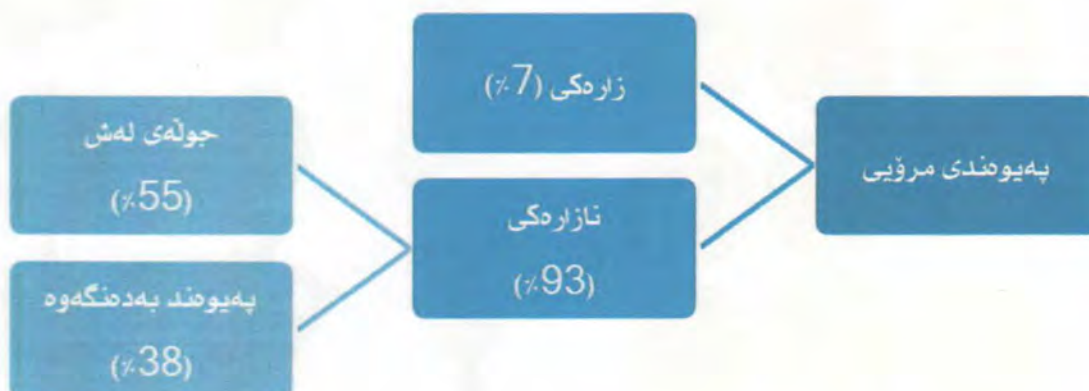 پەیوەندی مرۆیی
زارەکی (7٪)
نازارەکی
(93٪)
جوڵەی لەش
(55٪)
پەیوەند بەدەنگەوە
(38٪)